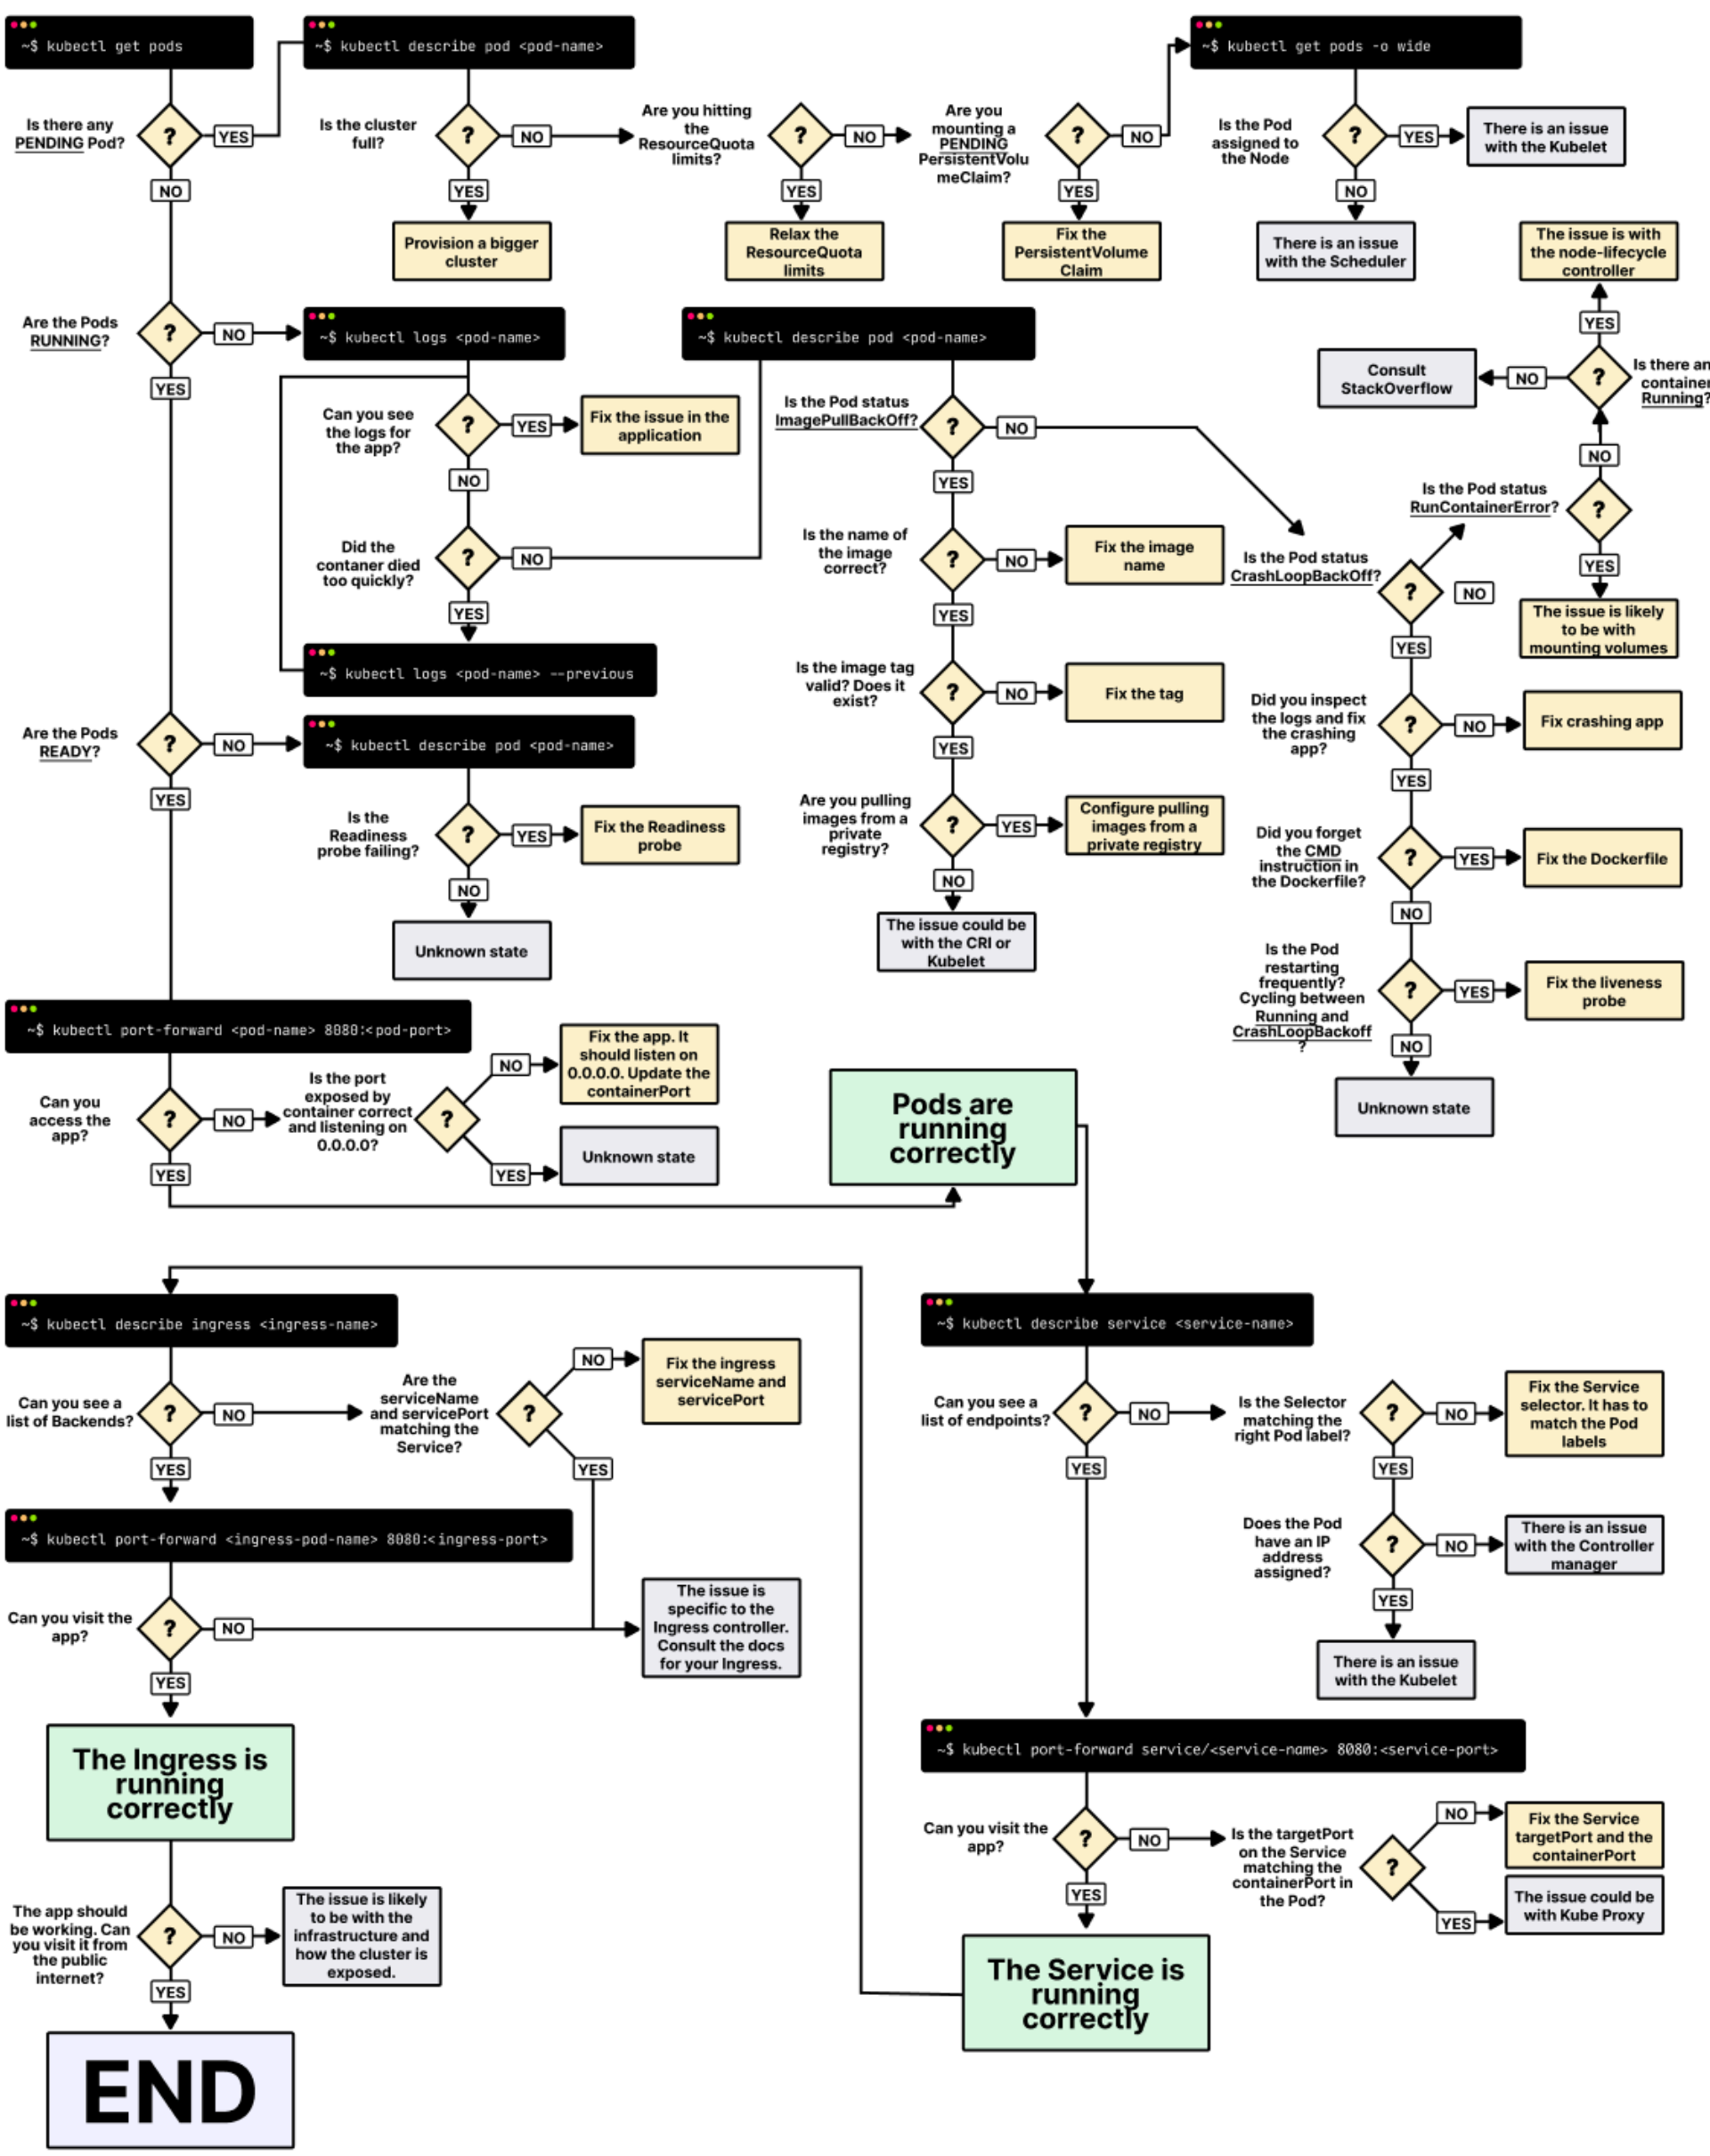 ~$ kubectl get pods
Is there any
PENDING Pod?
?
YES
NO
~$ kubectl describe pod <pod-name>
Is the cluster
full?
?
NO
YES
Provision a bigger
cluster
Are you hitting
the
ResourceQuota
limits?
?
NO
YES
Relax the
ResourceQuota
limits
Are you
mounting a
PENDING
PersistentVolu
meClaim?
?
NO
YES
Fix the
PersistentVolume
Claim
~$ kubectl get pods -o wide
Is the Pod
assigned to
the Node
?
YES
There is an issue
with the Kubelet
NO
There is an issue
with the Scheduler
Are the Pods
RUNNING?
?
NO
YES
~$ kubectl logs <pod-name>
Can you see
the logs for
the app?
?
YES
Fix the issue in the
application
NO
Did the
contaner died
too quickly?
?
NO
YES
~$ kubectl logs <pod-name> --previous
~$ kubectl describe pod <pod-name>
Is the Pod status
ImagePullBackOff?
?
NO
YES
Is the name of
the image
correct?
?
NO
Fix the image
name
YES
Is the image tag
valid? Does it
exist?
?
NO
Fix the tag
YES
Are you pulling
images from a
private
registry?
?
YES
Configure pulling
images from a
private registry
NO
The issue could be
with the CRI or
Kubelet
Is the Pod status
CrashLoopBackOff?
?
NO
YES
Is the Pod status
RunContainerError?
?
YES
The issue is likely
to be with
mounting volumes
NO
Is there an
container
Running?
?
NO
Consult
StackOverflow
YES
The issue is with
the node-lifecycle
controller
Did you inspect
the logs and fix
the crashing
app?
?
NO
Fix crashing app
YES
Did you forget
the CMD
instruction in
the Dockerfile?
?
YES
Fix the Dockerfile
NO
Is the Pod
restarting
frequently?
Cycling between
Running and
CrashLoopBackoff
?
?
YES
Fix the liveness
probe
NO
Unknown state
Are the Pods
READY?
?
NO
YES
~$ kubectl describe pod <pod-name>
Is the
Readiness
probe failing?
?
YES
Fix the Readiness
probe
NO
Unknown state
~$ kubectl port-forward <pod-name> 8080:<pod-port>
Can you
access the
app?
?
NO
YES
Is the port
exposed by
container correct
and listening on
0.0.0.0?
?
NO
Fix the app. It
should listen on
0.0.0.0. Update the
containerPort
YES
Unknown state
Pods are
running
correctly
~$ kubectl describe service <service-name>
Can you see a
list of endpoints?
?
NO
YES
Is the Selector
matching the
right Pod label?
?
NO
Fix the Service
selector. It has to
match the Pod
labels
YES
Does the Pod
have an IP
address
assigned?
?
NO
There is an issue
with the Controller
manager
YES
There is an issue
with the Kubelet
~$ kubectl port-forward service/<service-name> 8080:<service-port>
Can you visit the
app?
?
NO
YES
Is the targetPort
on the Service
matching the
containerPort in
the Pod?
?
NO
Fix the Service
targetPort and the
containerPort
YES
The issue could be
with Kube Proxy
The Service is
running
correctly
~$ kubectl describe ingress <ingress-name>
Can you see a
list of Backends?
?
NO
YES
Are the
serviceName
and servicePort
matching the
Service?
?
NO
Fix the ingress
serviceName and
servicePort
YES
~$ kubectl port-forward <ingress-pod-name> 8080:<ingress-port>
Can you visit the
app?
?
NO
The issue is
specific to the
Ingress controller.
Consult the docs
for your Ingress.
YES
The Ingress is
running
correctly
The app should
be working. Can
you visit it from
the public
internet?
?
NO
The issue is likely
to be with the
infrastructure and
how the cluster is
exposed.
YES
END